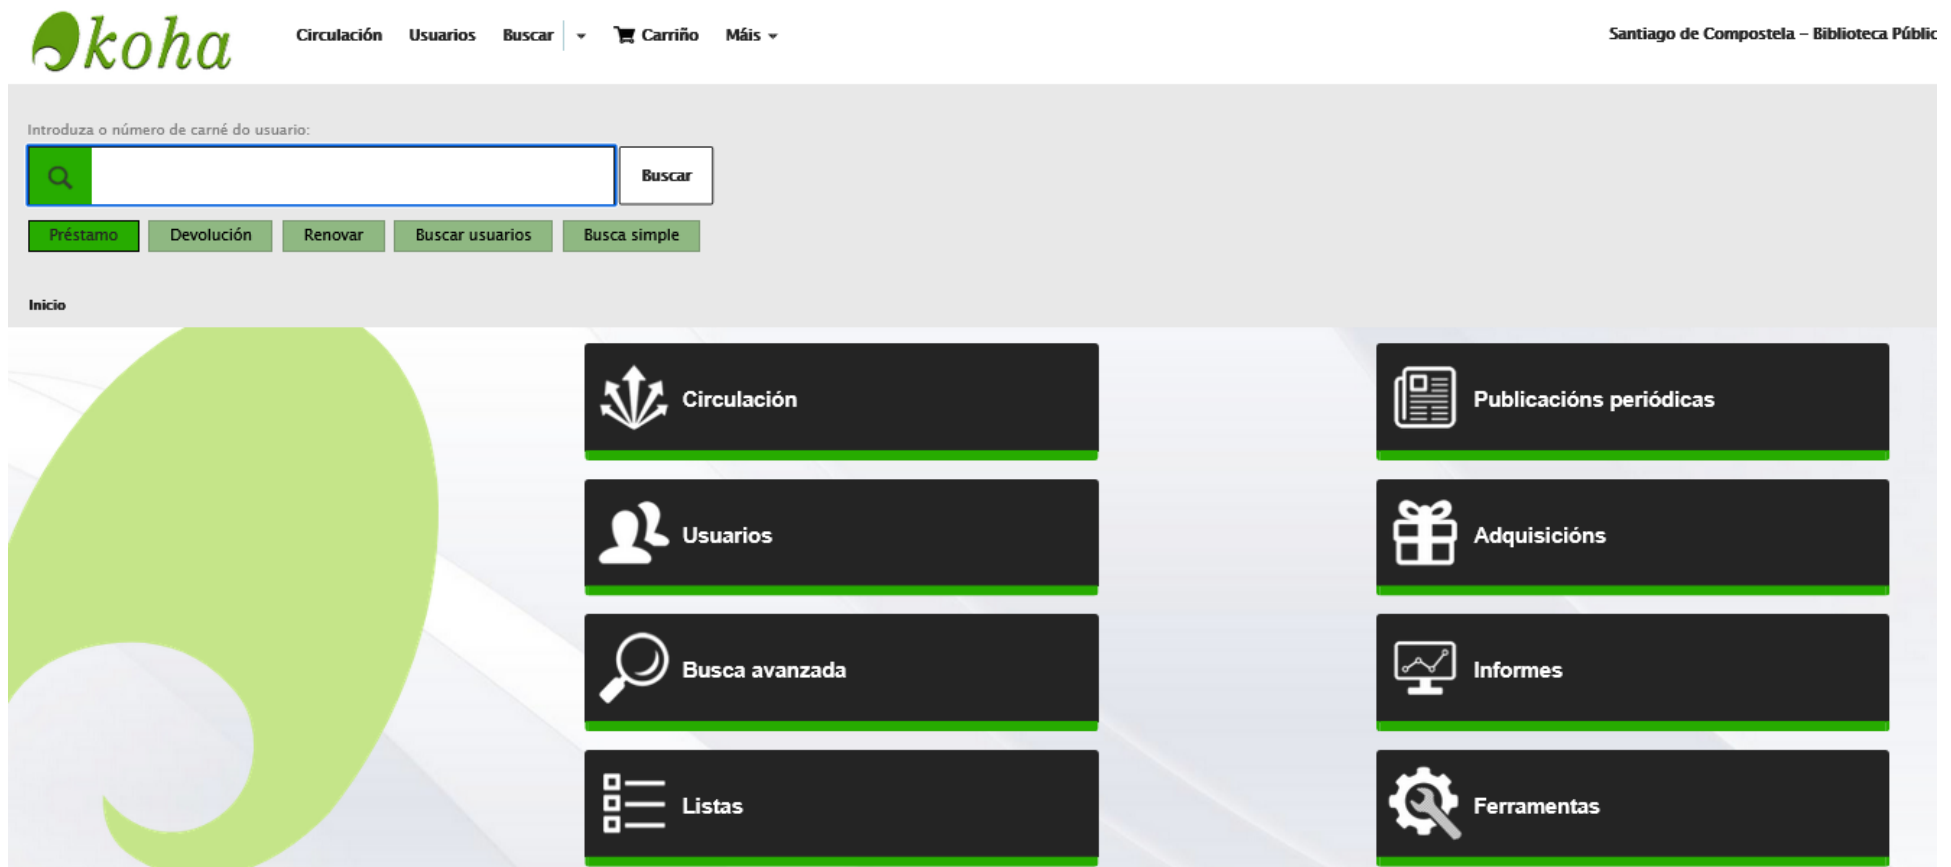 koha
Circulación Usuarios Buscar Carriño Máis
Santiago de Compostela – Biblioteca Públic
Introduza o número de carné do usuario:
Buscar
Préstamo Devolución Renovar Buscar usuarios Busca simple
Inicio
Circulación
Publicacións periódicas
Usuarios
Adquisicións
Busca avanzada
Informes
Listas
Ferramentas